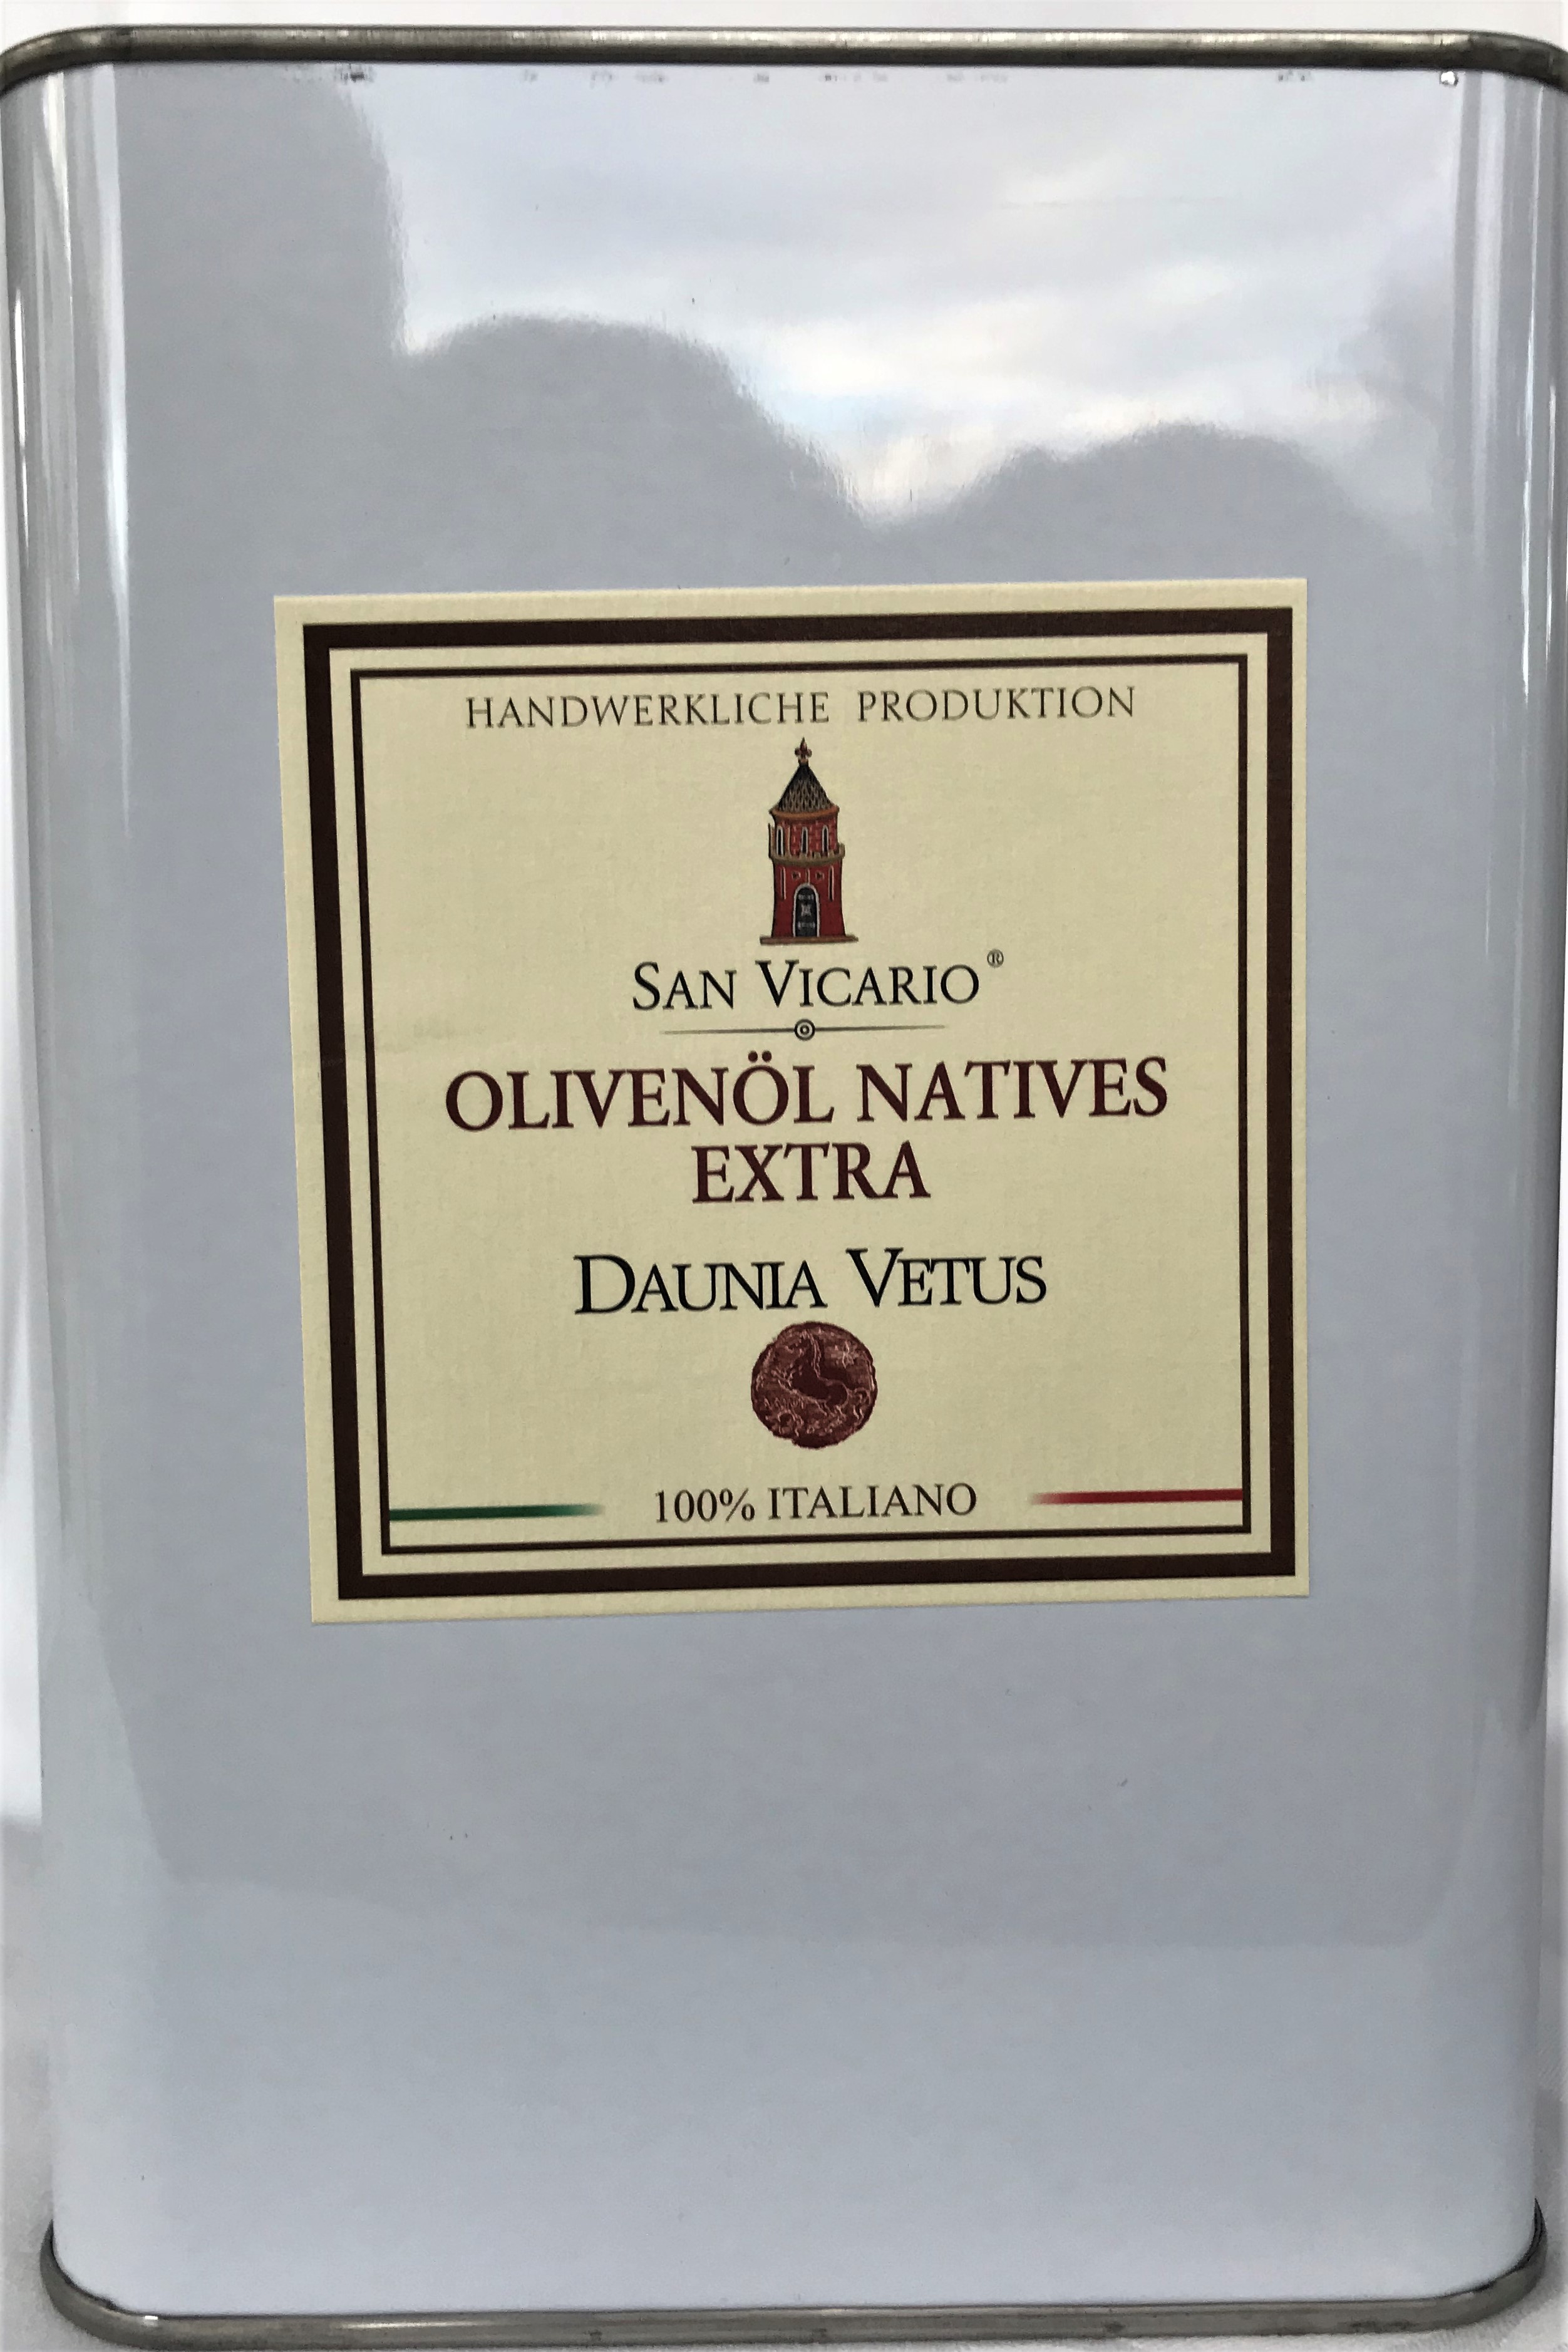 HANDWERKLICHE PRODUKTION
SAN VICARIO®
OLIVENÖL NATIVES
EXTRA
DAUNIA VETUS
100% ITALIANO